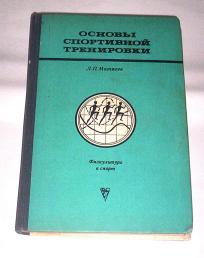 ОСНОВЫ
СПОРТИВНОЙ
ТРЕНИРОВКИ
Л.П.Матвеев
Физкультура
и спорт